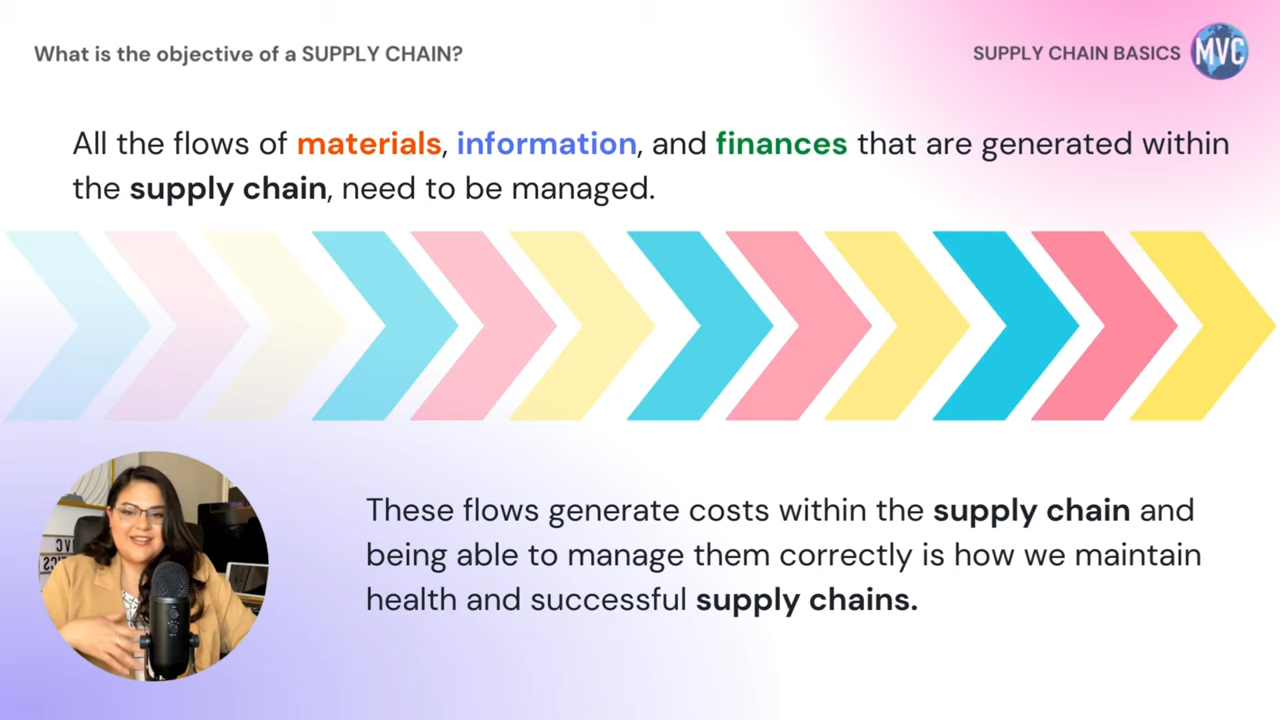 What is the objective of a SUPPLY CHAIN?
SUPPLY CHAIN BASICS
MVC
All the flows of materials, information, and finances that are generated within
the supply chain, need to be managed.
These flows generate costs within the supply chain and
being able to manage them correctly is how we maintain
health and successful supply chains.